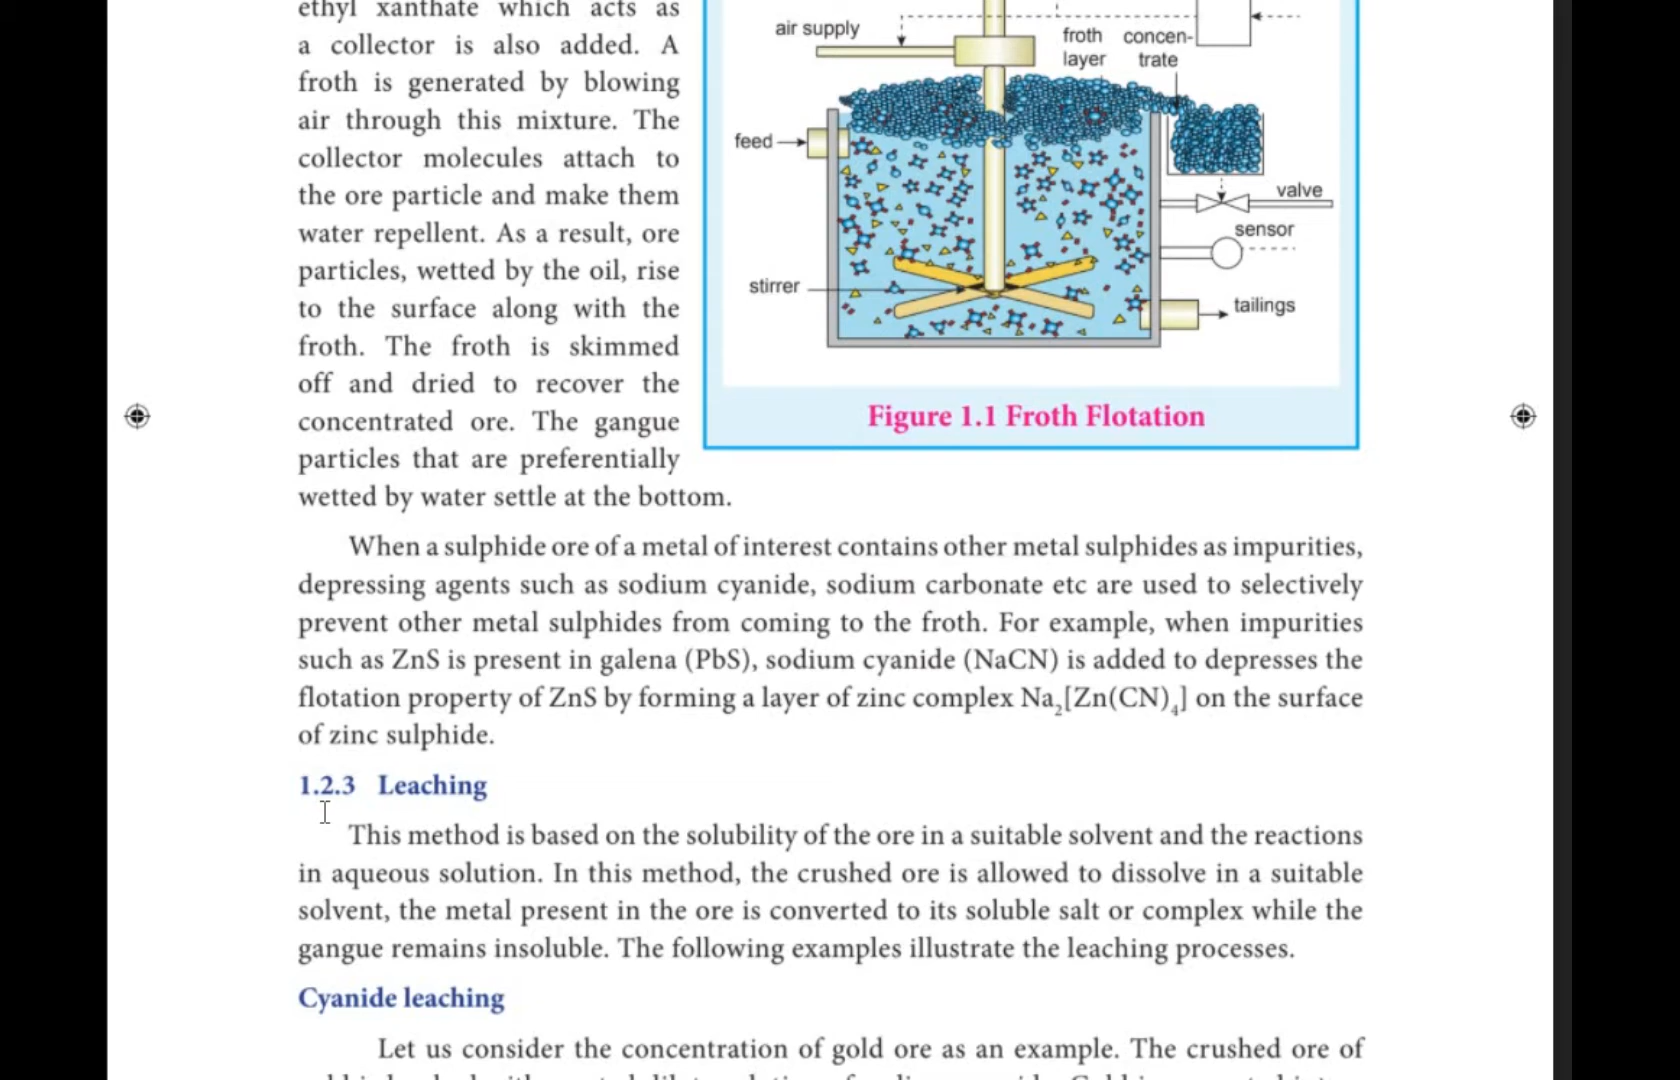 ethyl xanthate which acts as
a collector is also added. A
froth is generated by blowing
air through this mixture. The
collector molecules attach to
the ore particle and make them
water repellent. As a result, ore
particles, wetted by the oil, rise
to the surface along with the
froth. The froth is skimmed
off and dried to recover the
concentrated ore. The gangue
particles that are preferentially
wetted by water settle at the bottom.
air supply
froth
layer
concen-
trate
feed
valve
sensor
stirrer
tailings
Figure 1.1 Froth Flotation
When a sulphide ore of a metal of interest contains other metal sulphides as impurities,
depressing agents such as sodium cyanide, sodium carbonate etc are used to selectively
prevent other metal sulphides from coming to the froth. For example, when impurities
such as ZnS is present in galena (PbS), sodium cyanide (NaCN) is added to depresses the
flotation property of ZnS by forming a layer of zinc complex Na₂[Zn(CN)₄] on the surface
of zinc sulphide.
1.2.3 Leaching
This method is based on the solubility of the ore in a suitable solvent and the reactions
in aqueous solution. In this method, the crushed ore is allowed to dissolve in a suitable
solvent, the metal present in the ore is converted to its soluble salt or complex while the
gangue remains insoluble. The following examples illustrate the leaching processes.
Cyanide leaching
Let us consider the concentration of gold ore as an example. The crushed ore of